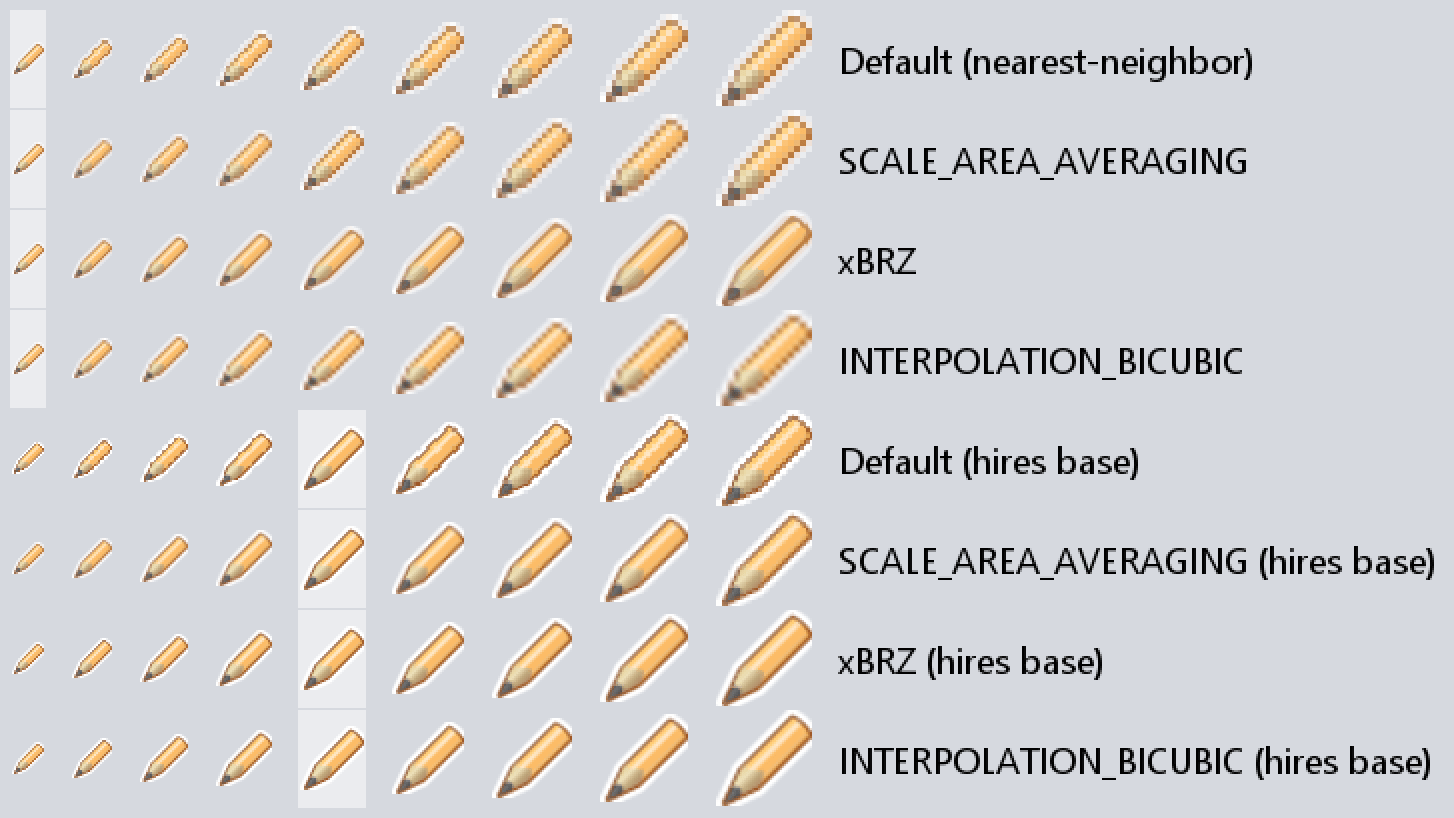 Default (nearest-neighbor)
SCALE_AREA_AVERAGING
xBRZ
INTERPOLATION_BICUBIC
Default (hires base)
SCALE_AREA_AVERAGING (hires base)
xBRZ (hires base)
INTERPOLATION_BICUBIC (hires base)